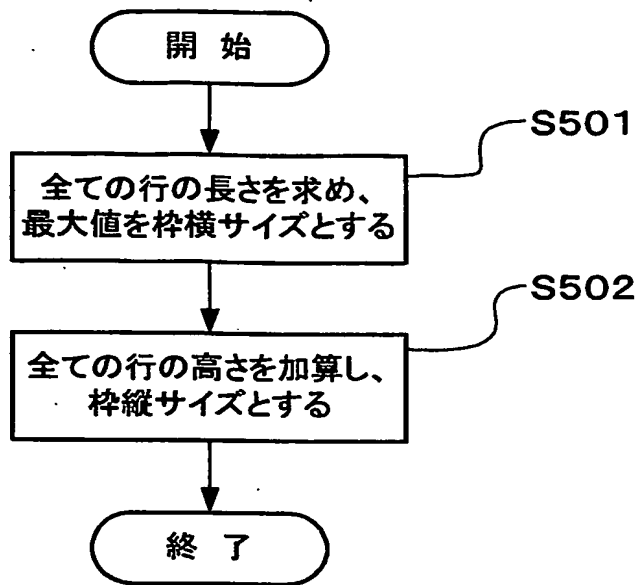 開始
S501
全ての行の長さを求め、
最大値を枠横サイズとする
S502
全ての行の高さを加算し、
枠縦サイズとする
終了